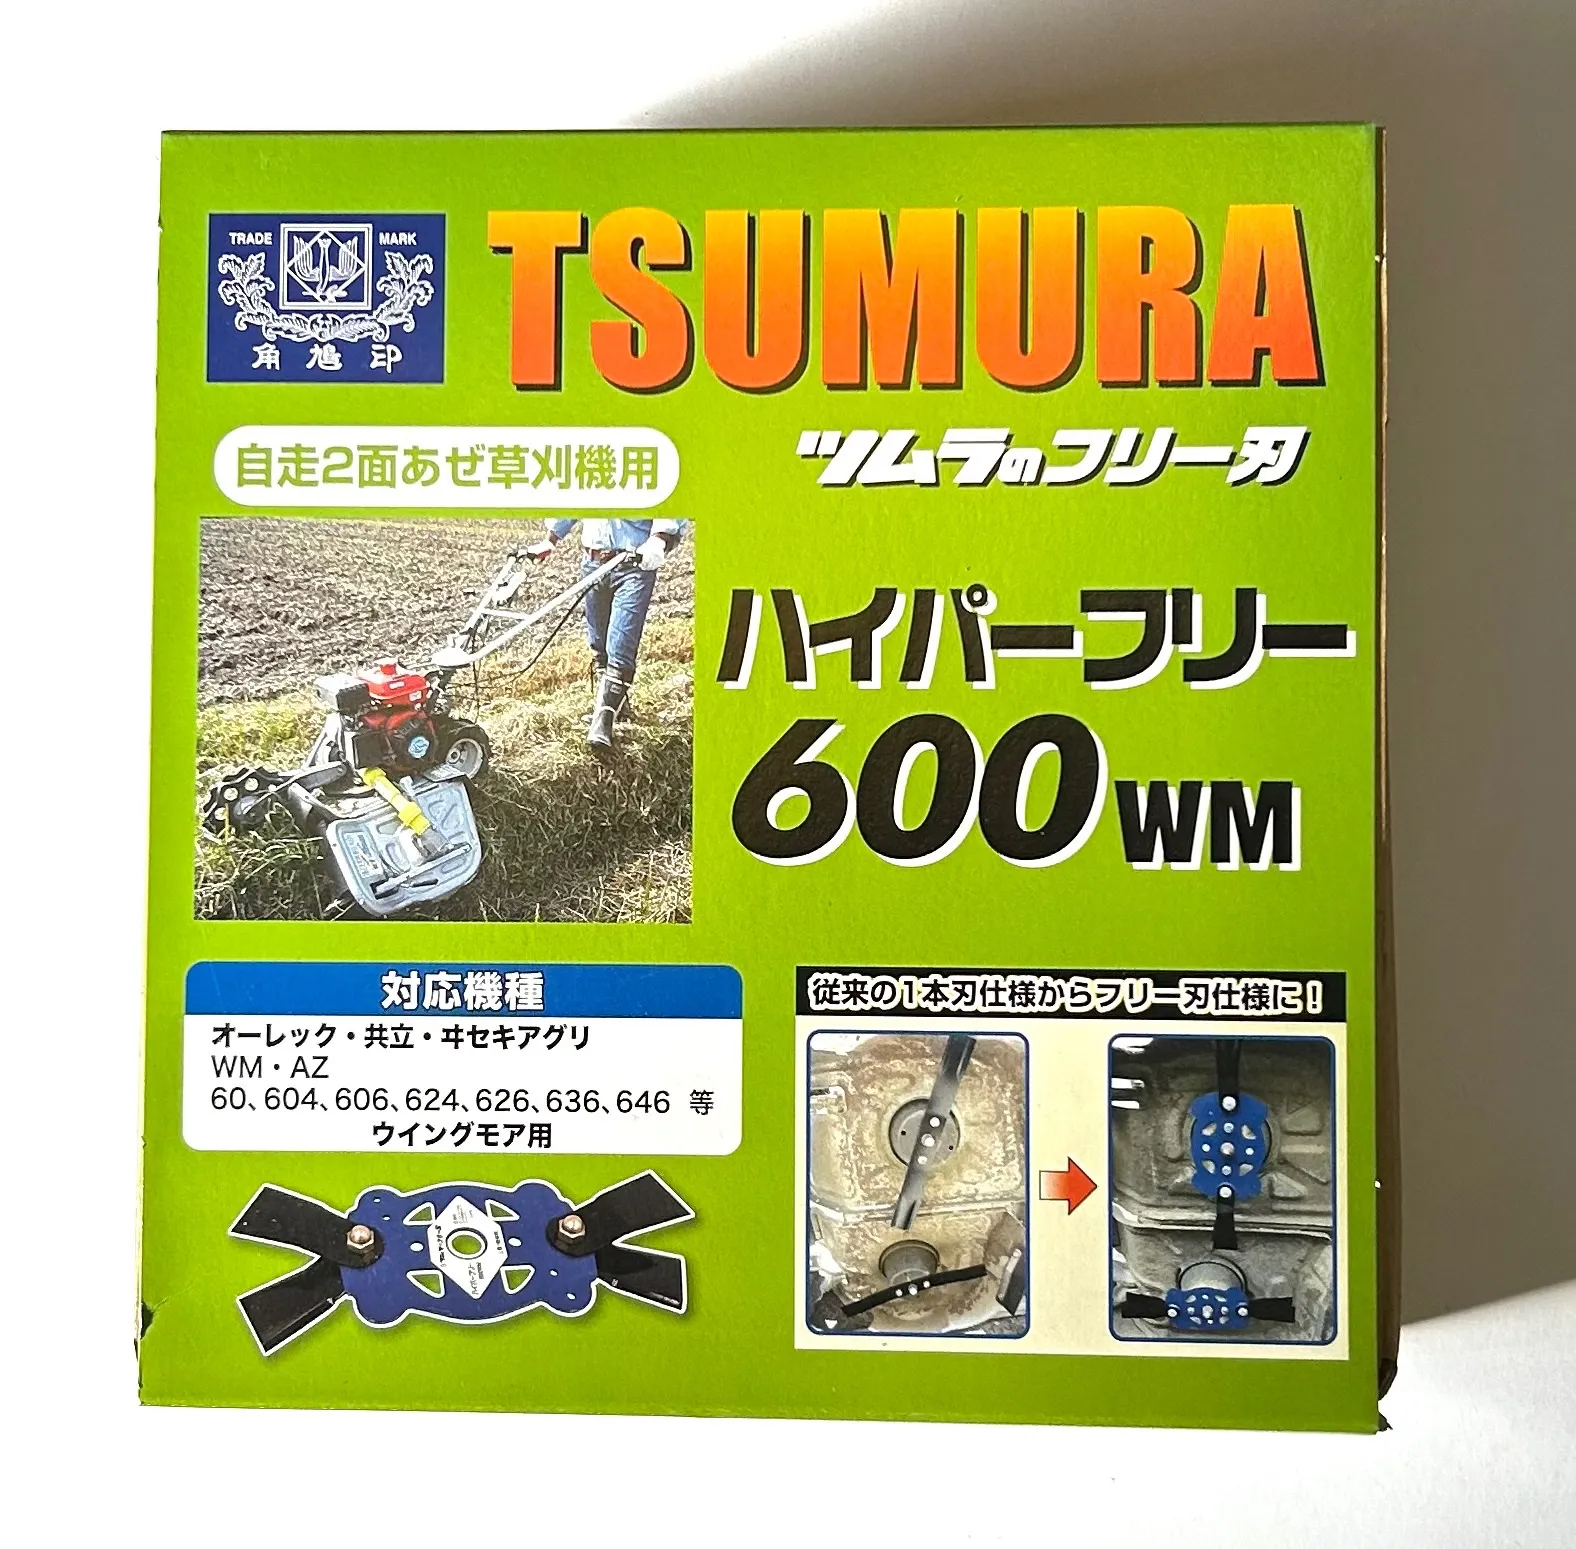 TRADE MARK
角鳩印
TSUMURA
ツムラのフリー刃
自走2面あぜ草刈機用
ハイパーフリー
600 WM
対応機種
オーレック・共立・ヰセキアグリ
WM・AZ
60、604、606、624、626、636、646 等
ウイングモア用
従来の1本刃仕様からフリー刃仕様に!